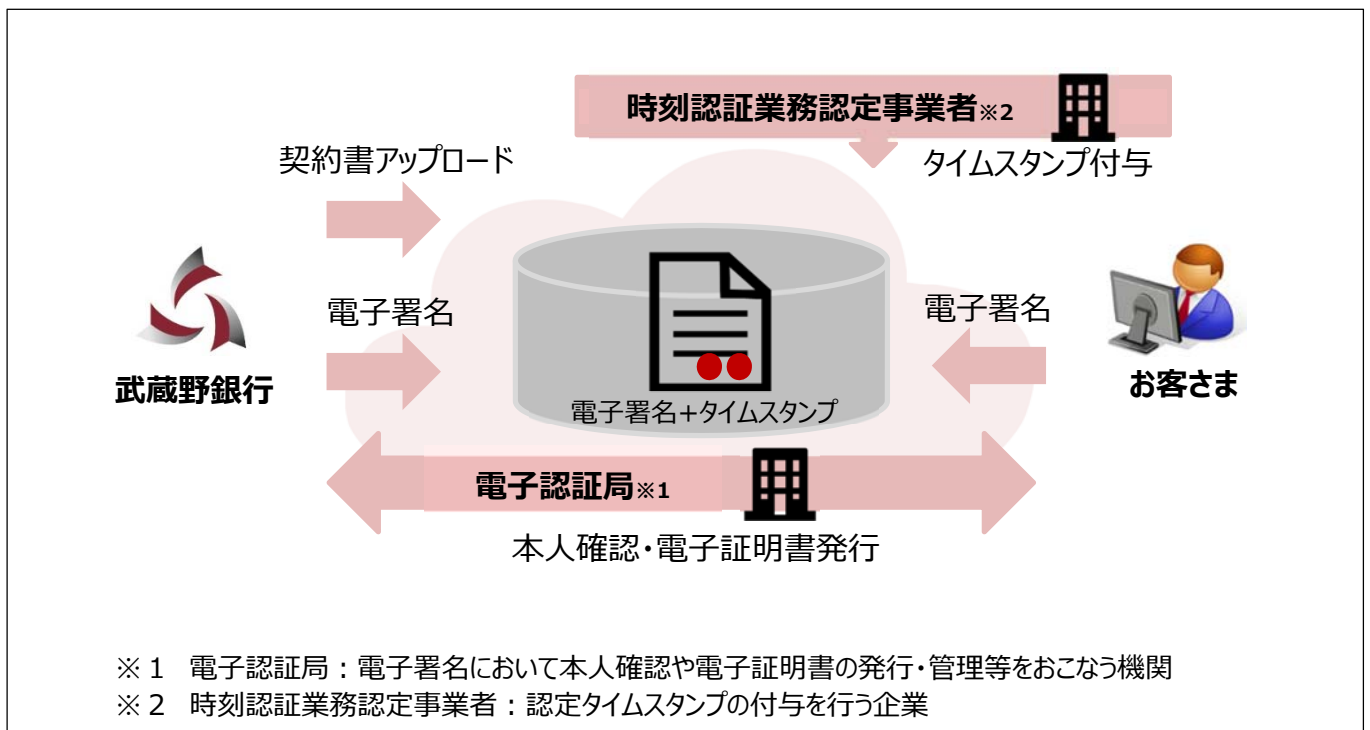 時刻認証業務認定事業者※2
契約書アップロード
タイムスタンプ付与
電子署名
電子署名
武蔵野銀行
お客さま
電子署名+タイムスタンプ
電子認証局※1
本人確認・電子証明書発行
※1 電子認証局：電子署名において本人確認や電子証明書の発行・管理等をおこなう機関
※2 時刻認証業務認定事業者：認定タイムスタンプの付与を行う企業